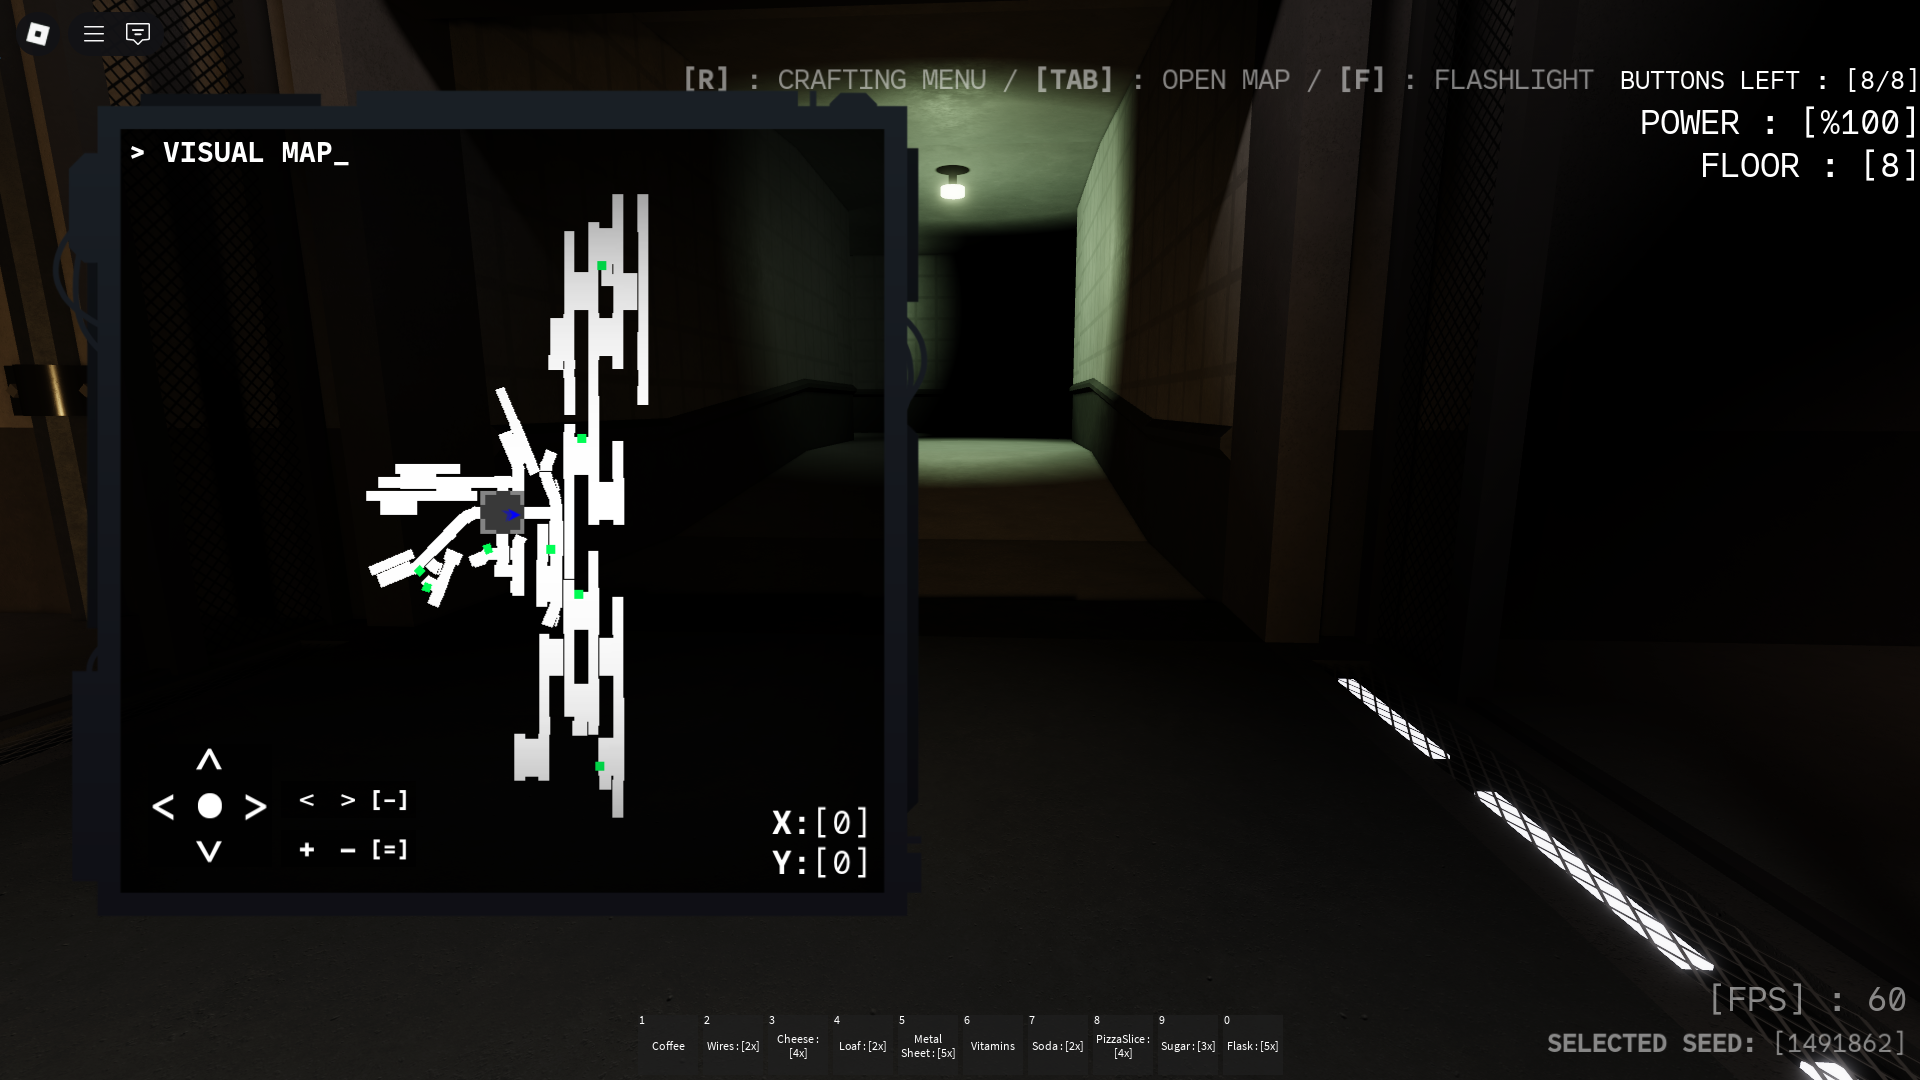 [R] : CRAFTING MENU / [TAB] : OPEN MAP / [F] : FLASHLIGHT
BUTTONS LEFT : [8/8]
POWER : [%100]
FLOOR : [8]
> VISUAL MAP_
< > [-]
+ - [=]
X:[0]
Y:[0]
1 Coffee
2 Wires:[2x]
3 Cheese:[4x]
4 Loaf:[2x]
5 Metal Sheet:[5x]
6 Vitamins
7 Soda:[2x]
8 PizzaSlice:[4x]
9 Sugar:[3x]
0 Flask:[5x]
[FPS] : 60
SELECTED SEED: [1491862]